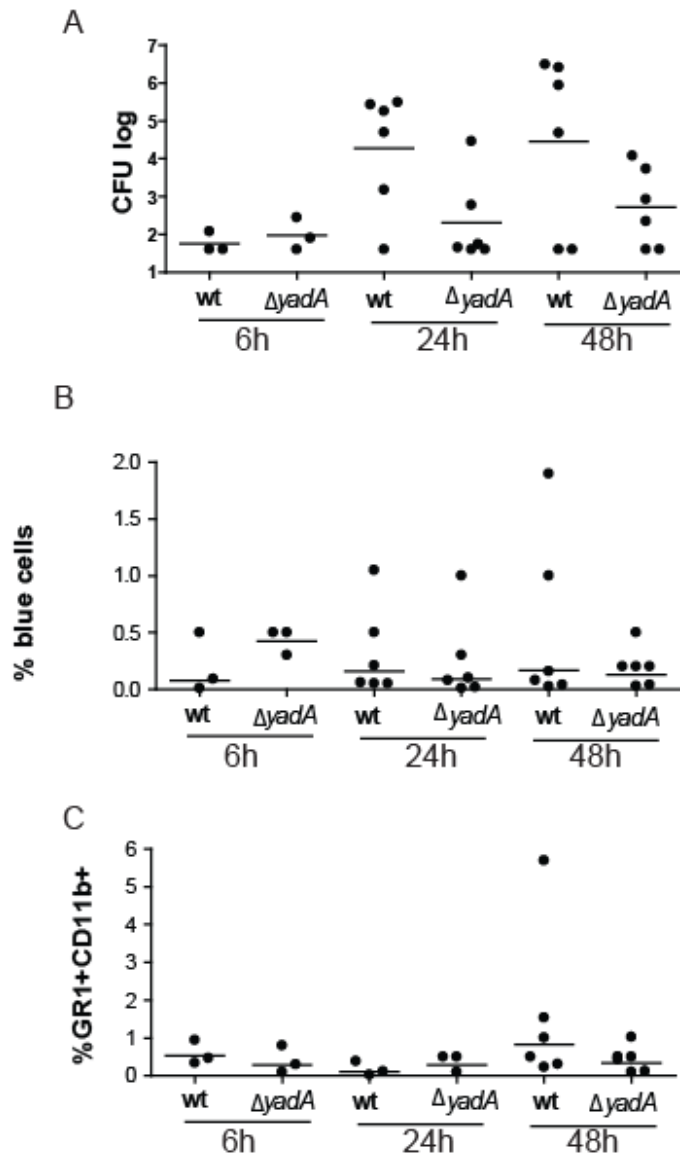 A
7
6
5
4
3
2
1
CFU log
wt ΔyadA wt ΔyadA wt ΔyadA
6h 24h 48h
B
2.0
1.5
1.0
0.5
0.0
% blue cells
wt ΔyadA wt ΔyadA wt ΔyadA
6h 24h 48h
C
6
5
4
3
2
1
0
%GR1+CD11b+
wt ΔyadA wt ΔyadA wt ΔyadA
6h 24h 48h